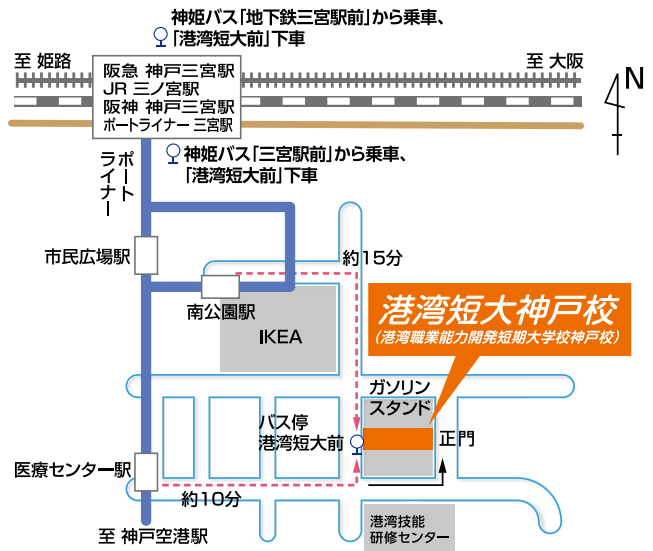 神姫バス「地下鉄三宮駅前」から乗車、
「港湾短大前」下車
至 姫路
至 大阪
阪急 神戸三宮駅
JR 三ノ宮駅
阪神 神戸三宮駅
ポートライナー 三宮駅
N
神姫バス「三宮駅前」から乗車、
「港湾短大前」下車
ポート
ライナー
市民広場駅
約15分
南公園駅
IKEA
港湾短大神戸校
(港湾職業能力開発短期大学校神戸校)
ガソリン
スタンド
バス停
港湾短大前
正門
医療センター駅
約10分
至 神戸空港駅
港湾技能
研修センター